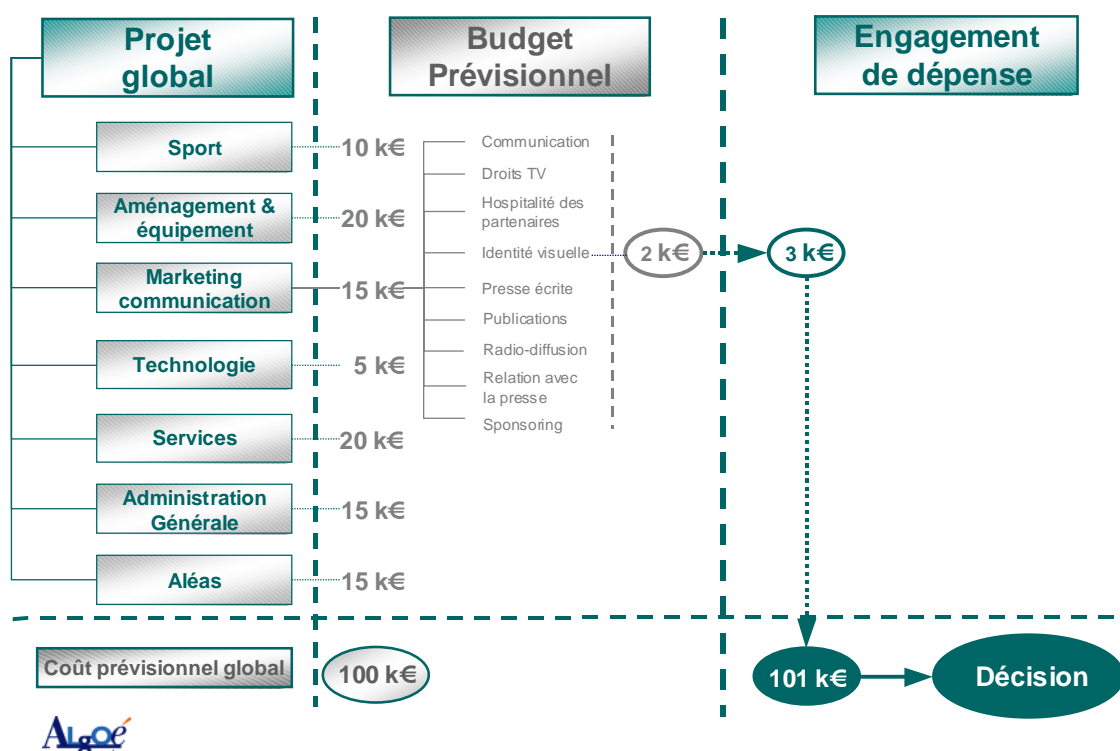 Projet
global
Budget
Prévisionnel
Engagement
de dépense
Sport
10 k€
Aménagement &
équipement
20 k€
Marketing
communication
15 k€
Technologie
5 k€
Services
20 k€
Administration
Générale
15 k€
Aléas
15 k€
Communication
Droits TV
Hospitalité des
partenaires
Identité visuelle
Presse écrite
Publications
Radio-diffusion
Relation avec
la presse
Sponsoring
2 k€
3 k€
Coût prévisionnel global
100 k€
101 k€
Décision
ALgOé